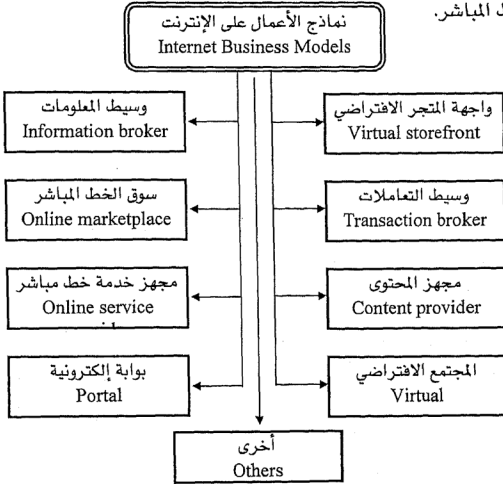 ـط المباشر.
نماذج الأعمال على الإنترنت
Internet Business Models
واجهة المتجر الافتراضي
Virtual storefront
وسيط المعلومات
Information broker
وسيط التعاملات
Transaction broker
سوق الخط المباشر
Online marketplace
مجهز المحتوى
Content provider
مجهز خدمة خط مباشر
Online service
المجتمع الافتراضي
Virtual
بوابة إلكترونية
Portal
أخرى
Others